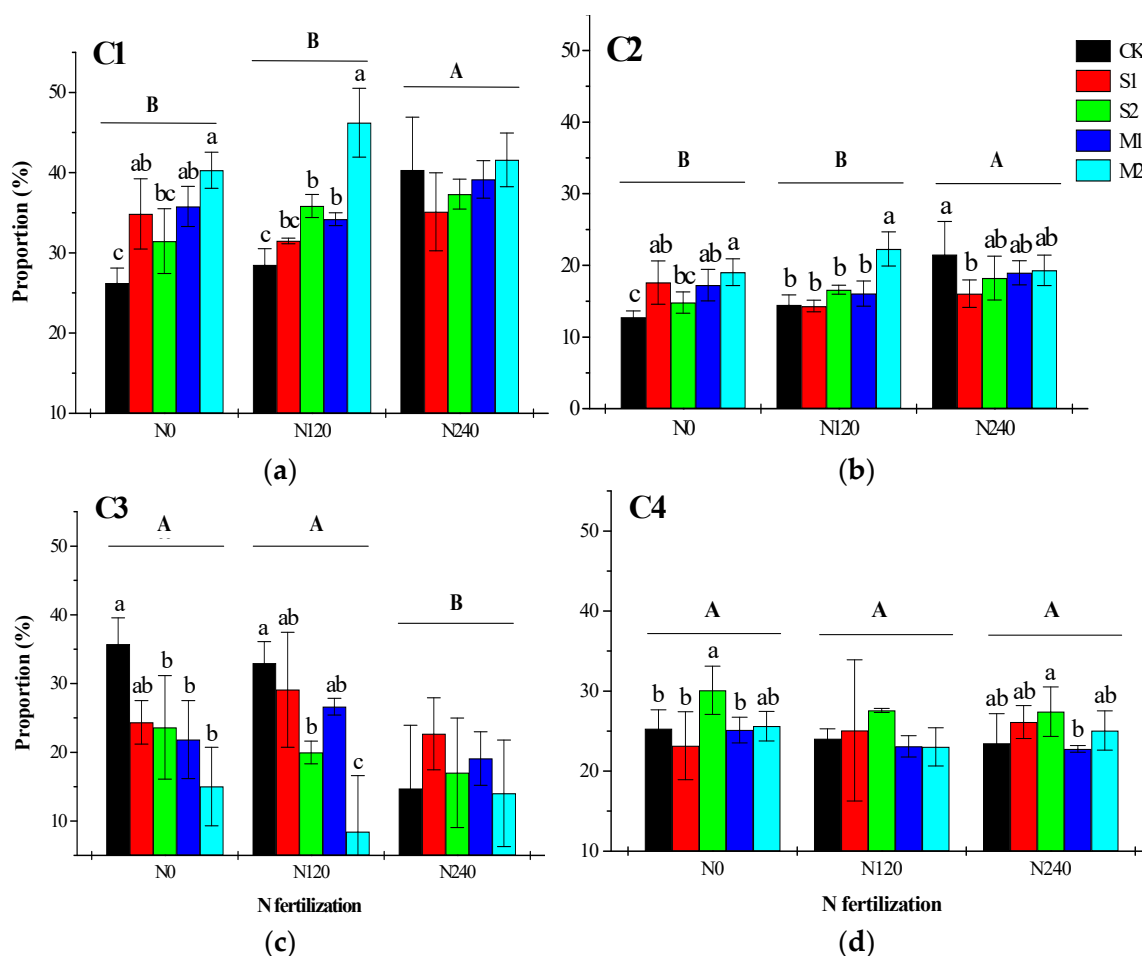 C1
B
B
A
a
ab
bc
ab
c
a
b
b
bc
c
50
40
30
20
10
Proportion (%)
N0
N120
N240
(a)
C2
CK
S1
S2
M1
M2
B
B
A
a
ab
ab
a
bc
c
a
b b b b
a
ab ab ab
b
50
40
30
20
10
0
N0
N120
N240
(b)
C3
A
A
B
a
ab
b
b
b
a
ab
ab
b
c
50
40
30
20
10
Proportion (%)
N0
N120
N240
N fertilization
(c)
C4
A
A
A
a
b b b ab
a
ab ab
b
50
40
30
20
10
N0
N120
N240
N fertilization
(d)